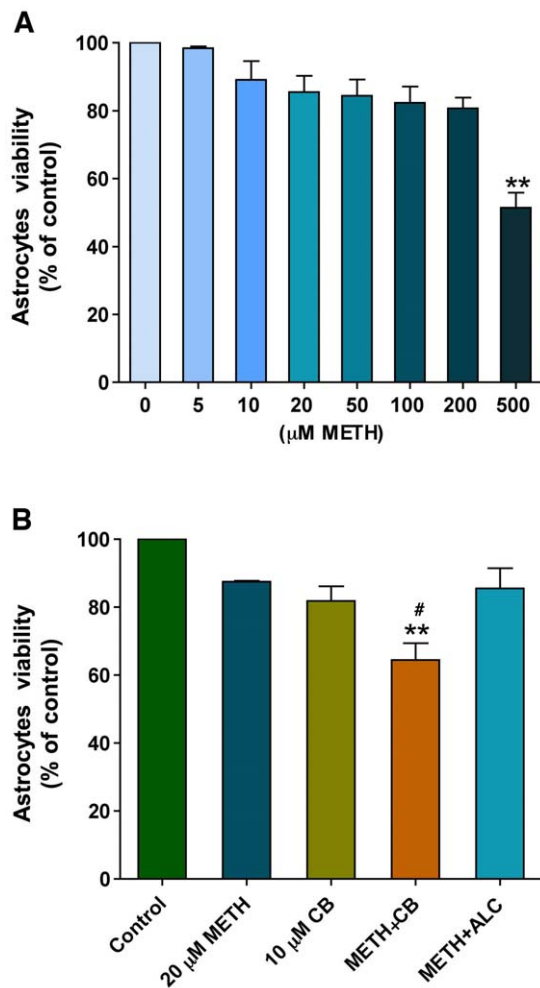 A
Astrocytes viability
(% of control)
100
80
60
40
20
0
**
0 5 10 20 50 100 200 500
(μM METH)
B
Astrocytes viability
(% of control)
100
80
60
40
20
0
#
**
Control
20 μM METH
10 μM CB
METH+CB
METH+ALC